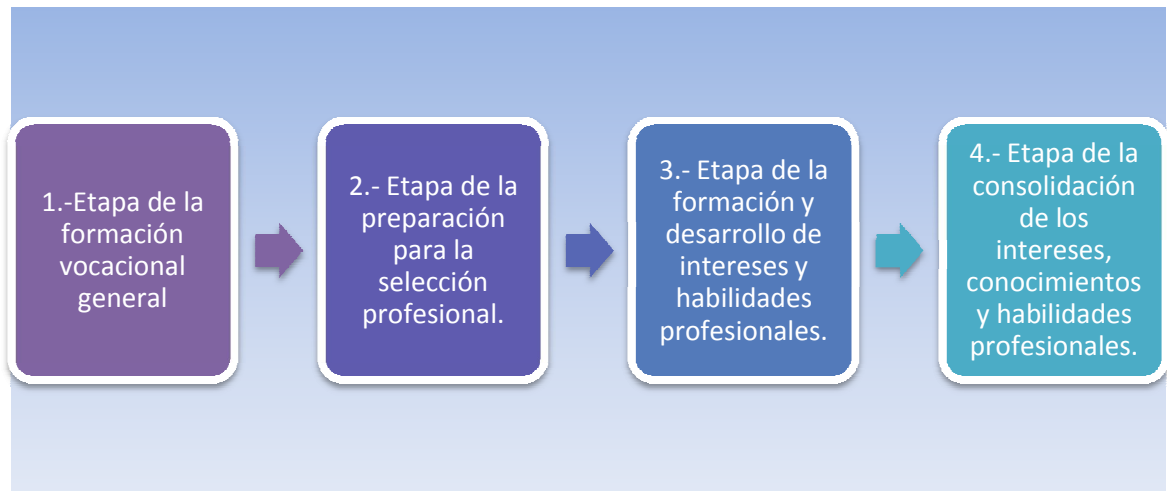 1.-Etapa de la
formación
vocacional
general
2.- Etapa de la
preparación
para la
selección
profesional.
3.- Etapa de la
formación y
desarrollo de
intereses y
habilidades
profesionales.
4.- Etapa de la
consolidación
de los
intereses,
conocimientos
y habilidades
profesionales.